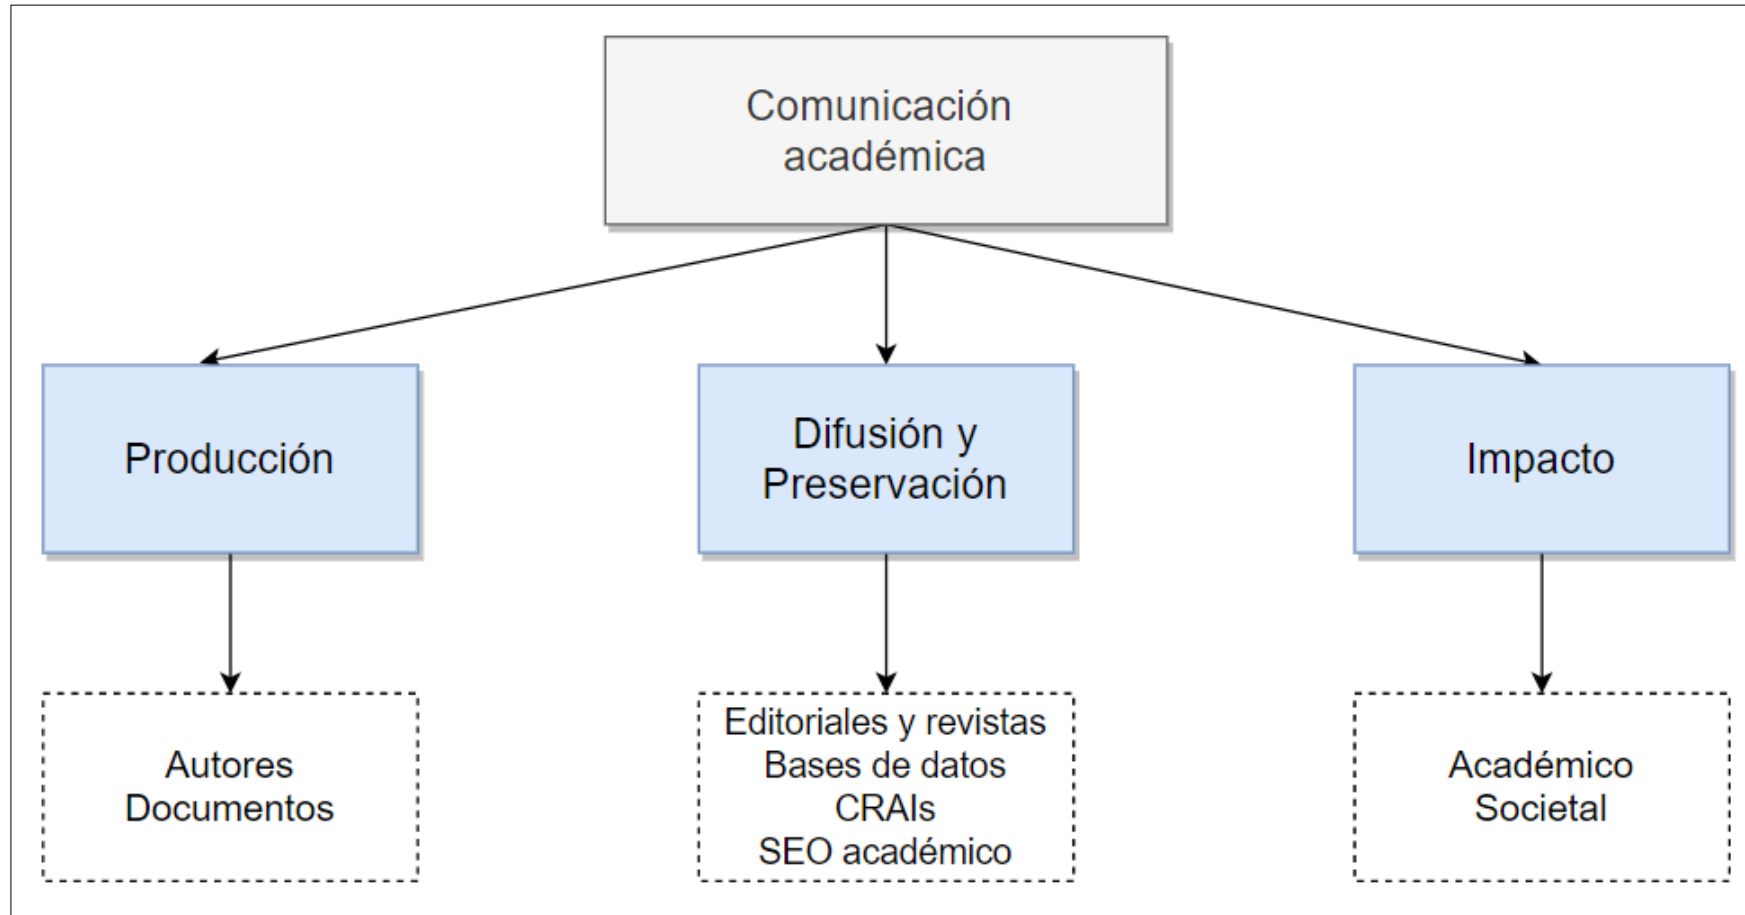 Comunicación
académica
Producción
Difusión y
Preservación
Impacto
Autores
Documentos
Editoriales y revistas
Bases de datos
CRAIs
SEO académico
Académico
Societal